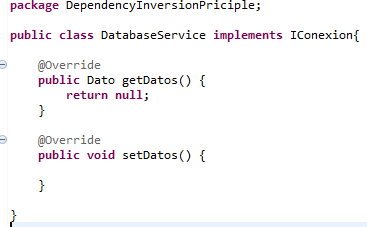 package DependencyInversionPriciple;
public class DatabaseService implements IConexion{
@Override
public Dato getDatos() {
return null;
}
@Override
public void setDatos() {
}
}